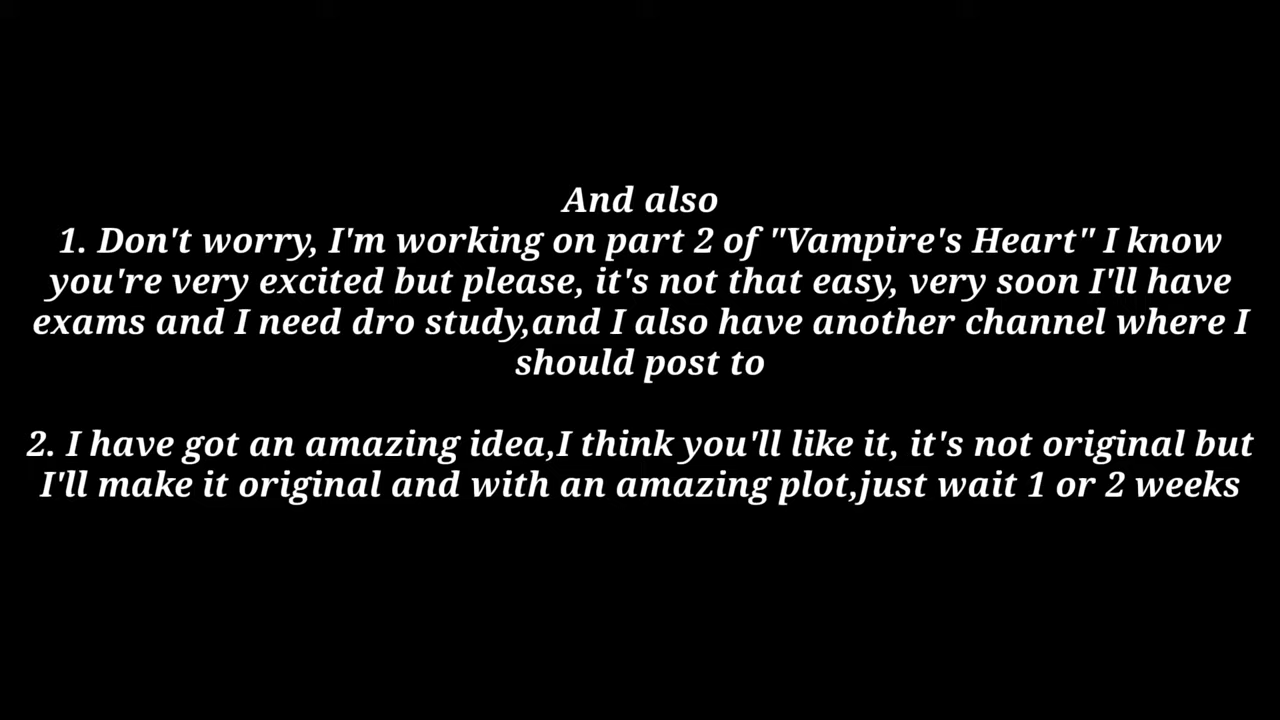 And also
1. Don't worry, I'm working on part 2 of "Vampire's Heart" I know
you're very excited but please, it's not that easy, very soon I'll have
exams and I need dro study,and I also have another channel where I
should post to
2. I have got an amazing idea,I think you'll like it, it's not original but
I'll make it original and with an amazing plot,just wait 1 or 2 weeks